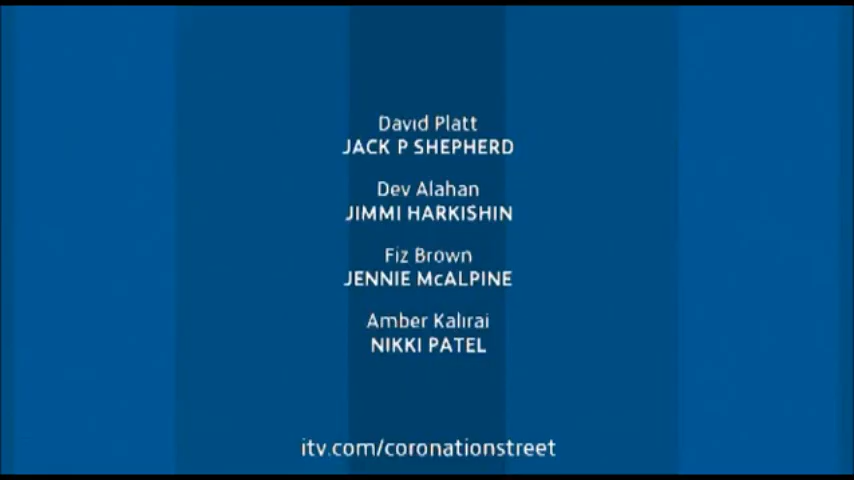 David Platt
JACK P SHEPHERD
Dev Alahan
JIMMI HARKISHIN
Fiz Brown
JENNIE McALPINE
Amber Kalirai
NIKKI PATEL
itv.com/coronationstreet